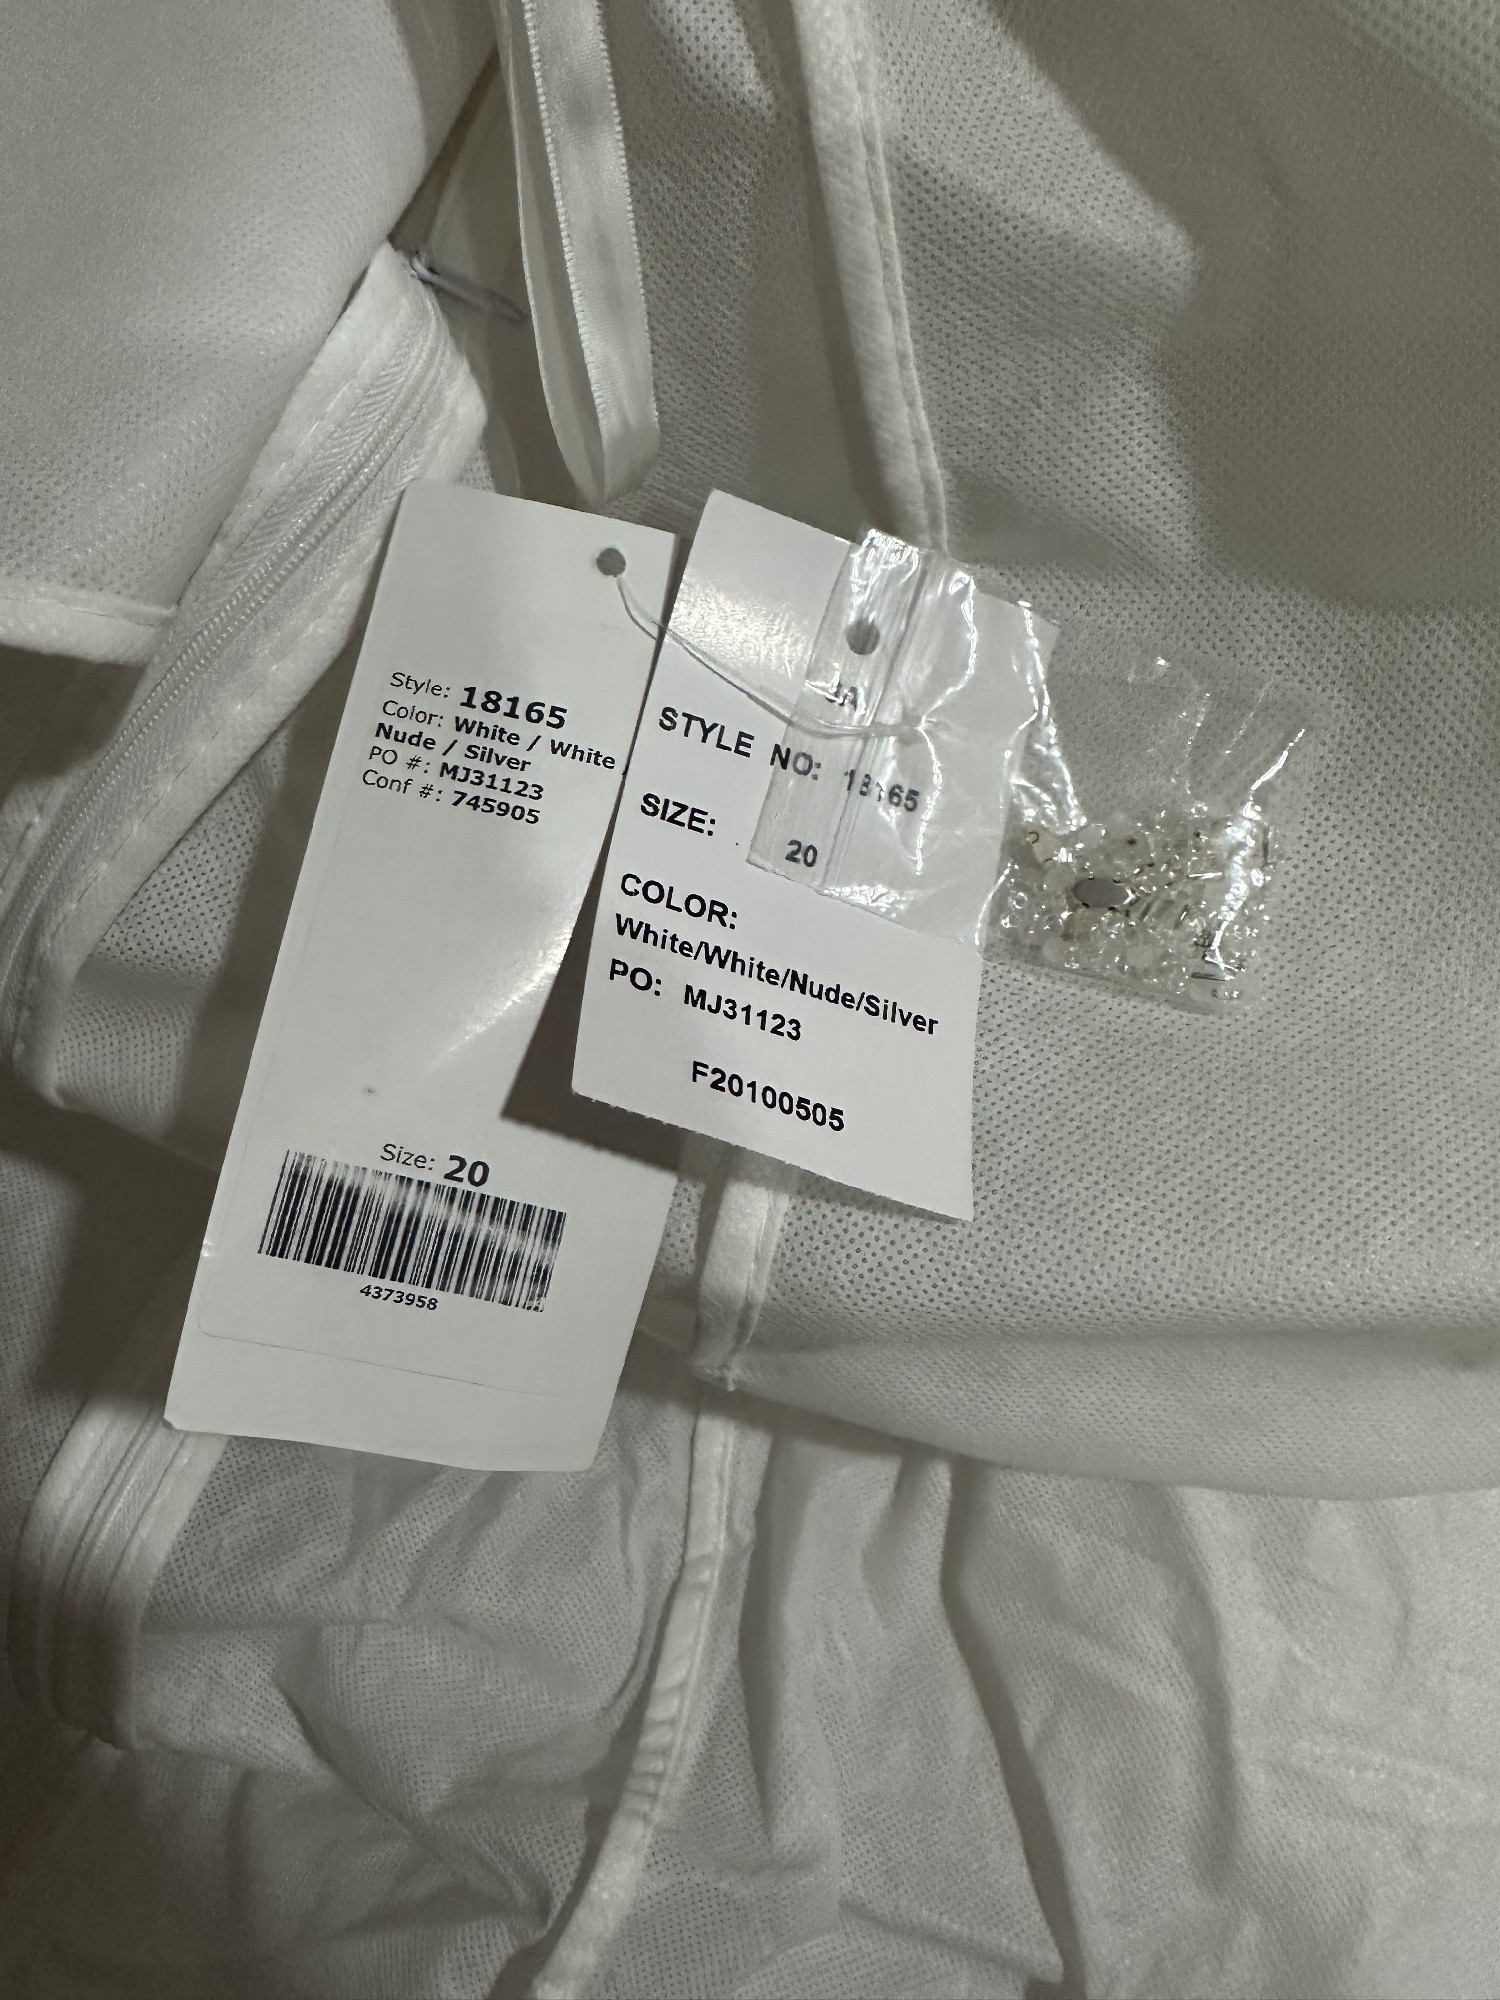 Style: 18165
Color: White / White
Nude / Silver
PO #: MJ31123
Conf #: 745905
Size: 20
4373958
STYLE NO: 18165
SIZE: 20
COLOR:
White/White/Nude/Silver
PO: MJ31123
F20100505